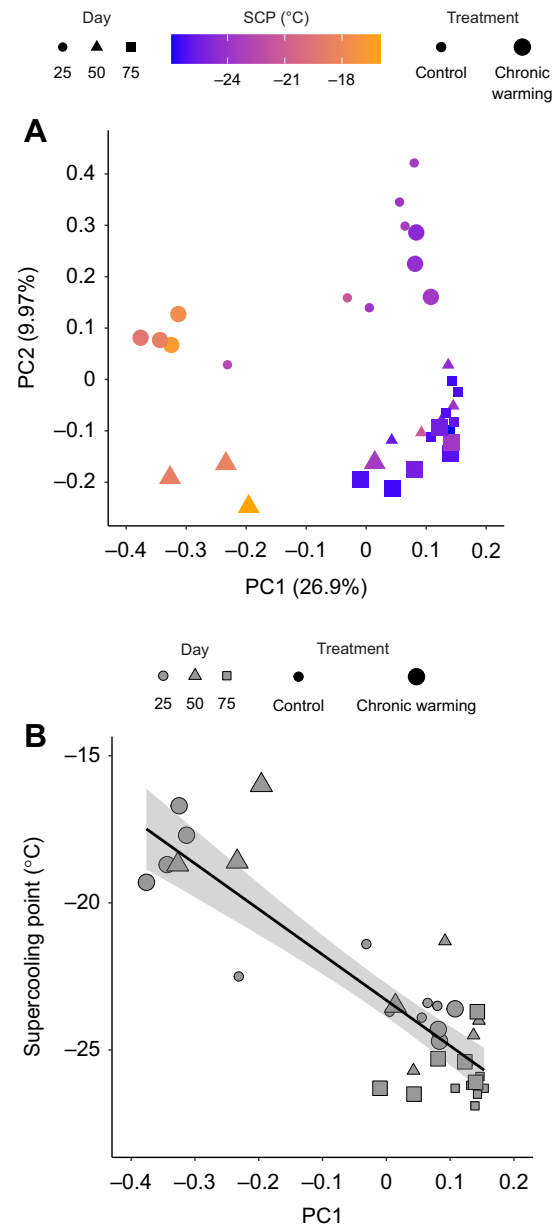 Day SCP (°C) Treatment
25 50 75 –24 –21 –18 Control Chronic
warming
A
0.4
0.3
0.2
0.1
0
–0.1
–0.2
PC2 (9.97%)
–0.4 –0.3 –0.2 –0.1 0 0.1 0.2
PC1 (26.9%)
Day Treatment
25 50 75 Control Chronic warming
B
–15
–20
–25
Supercooling point (°C)
–0.4 –0.3 –0.2 –0.1 0 0.1 0.2
PC1